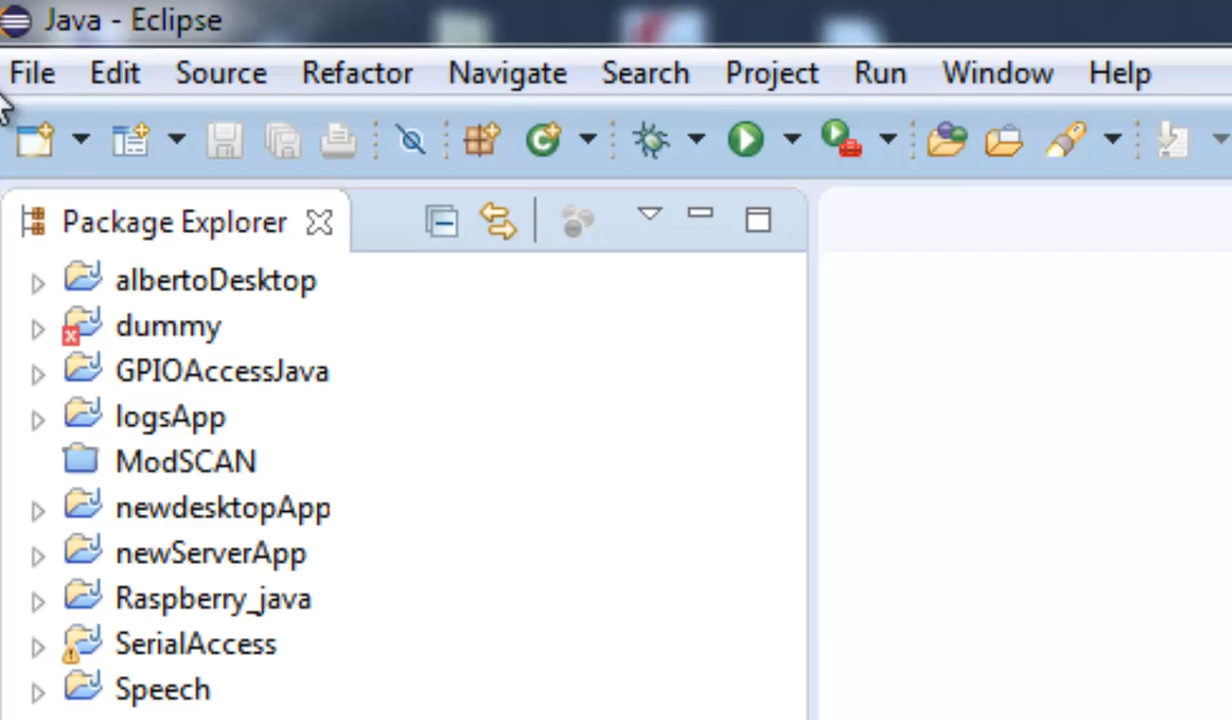 Java - Eclipse
File Edit Source Refactor Navigate Search Project Run Window Help
Package Explorer
albertoDesktop
dummy
GPIOAccessJava
logsApp
ModSCAN
newdesktopApp
newServerApp
Raspberry_java
SerialAccess
Speech